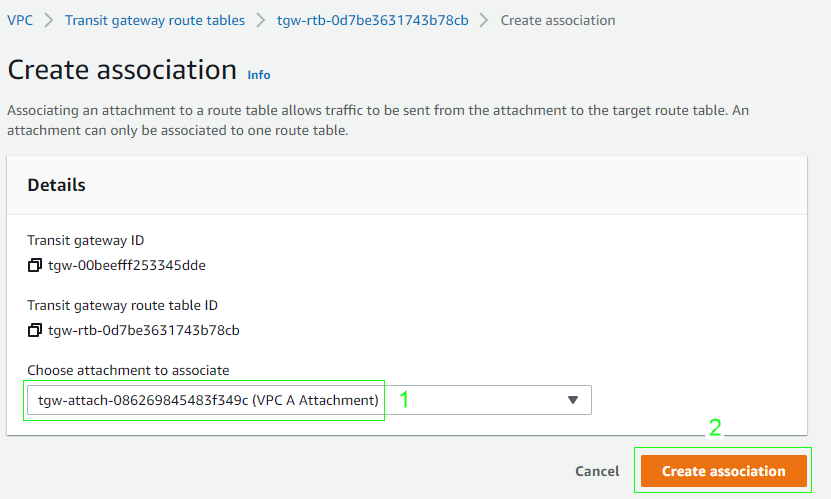 VPC > Transit gateway route tables > tgw-rtb-0d7be3631743b78cb > Create association
Create association Info
Associating an attachment to a route table allows traffic to be sent from the attachment to the target route table. An
attachment can only be associated to one route table.
Details
Transit gateway ID
tgw-00beefff253345dde
Transit gateway route table ID
tgw-rtb-0d7be3631743b78cb
Choose attachment to associate
tgw-attach-086269845483f349c (VPC A Attachment) 1
2
Cancel Create association